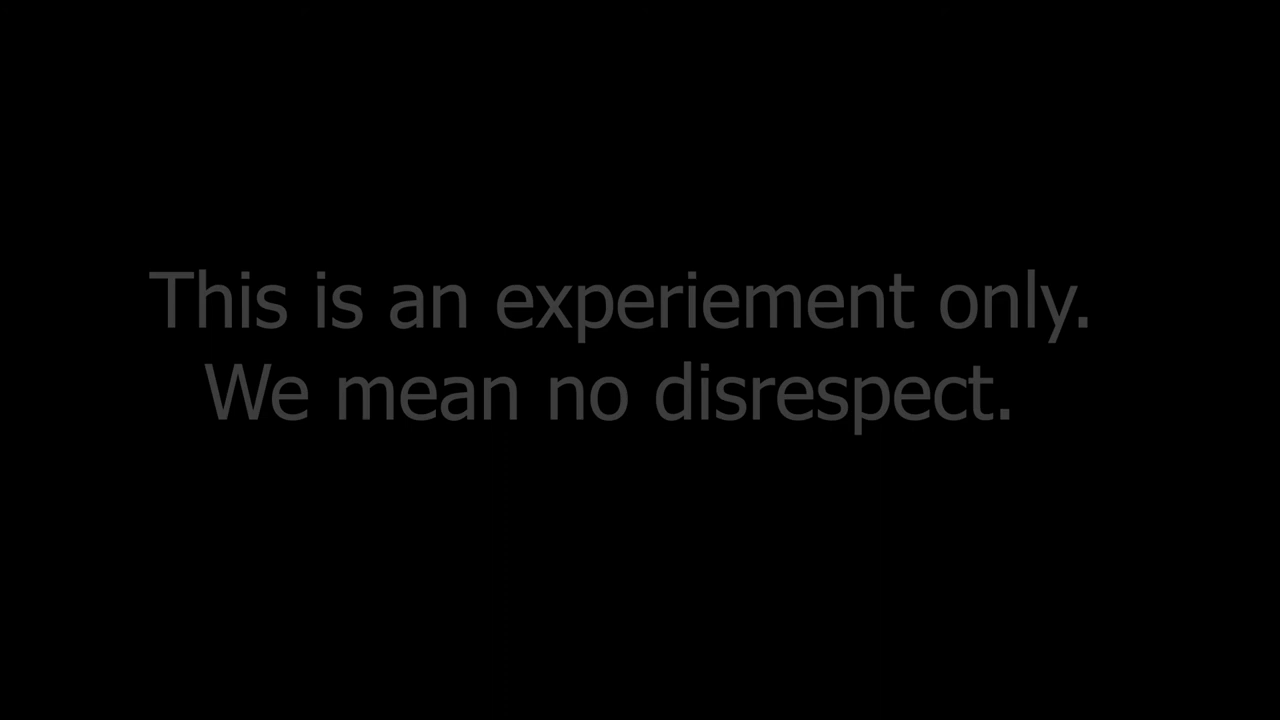 This is an experiement only.
We mean no disrespect.